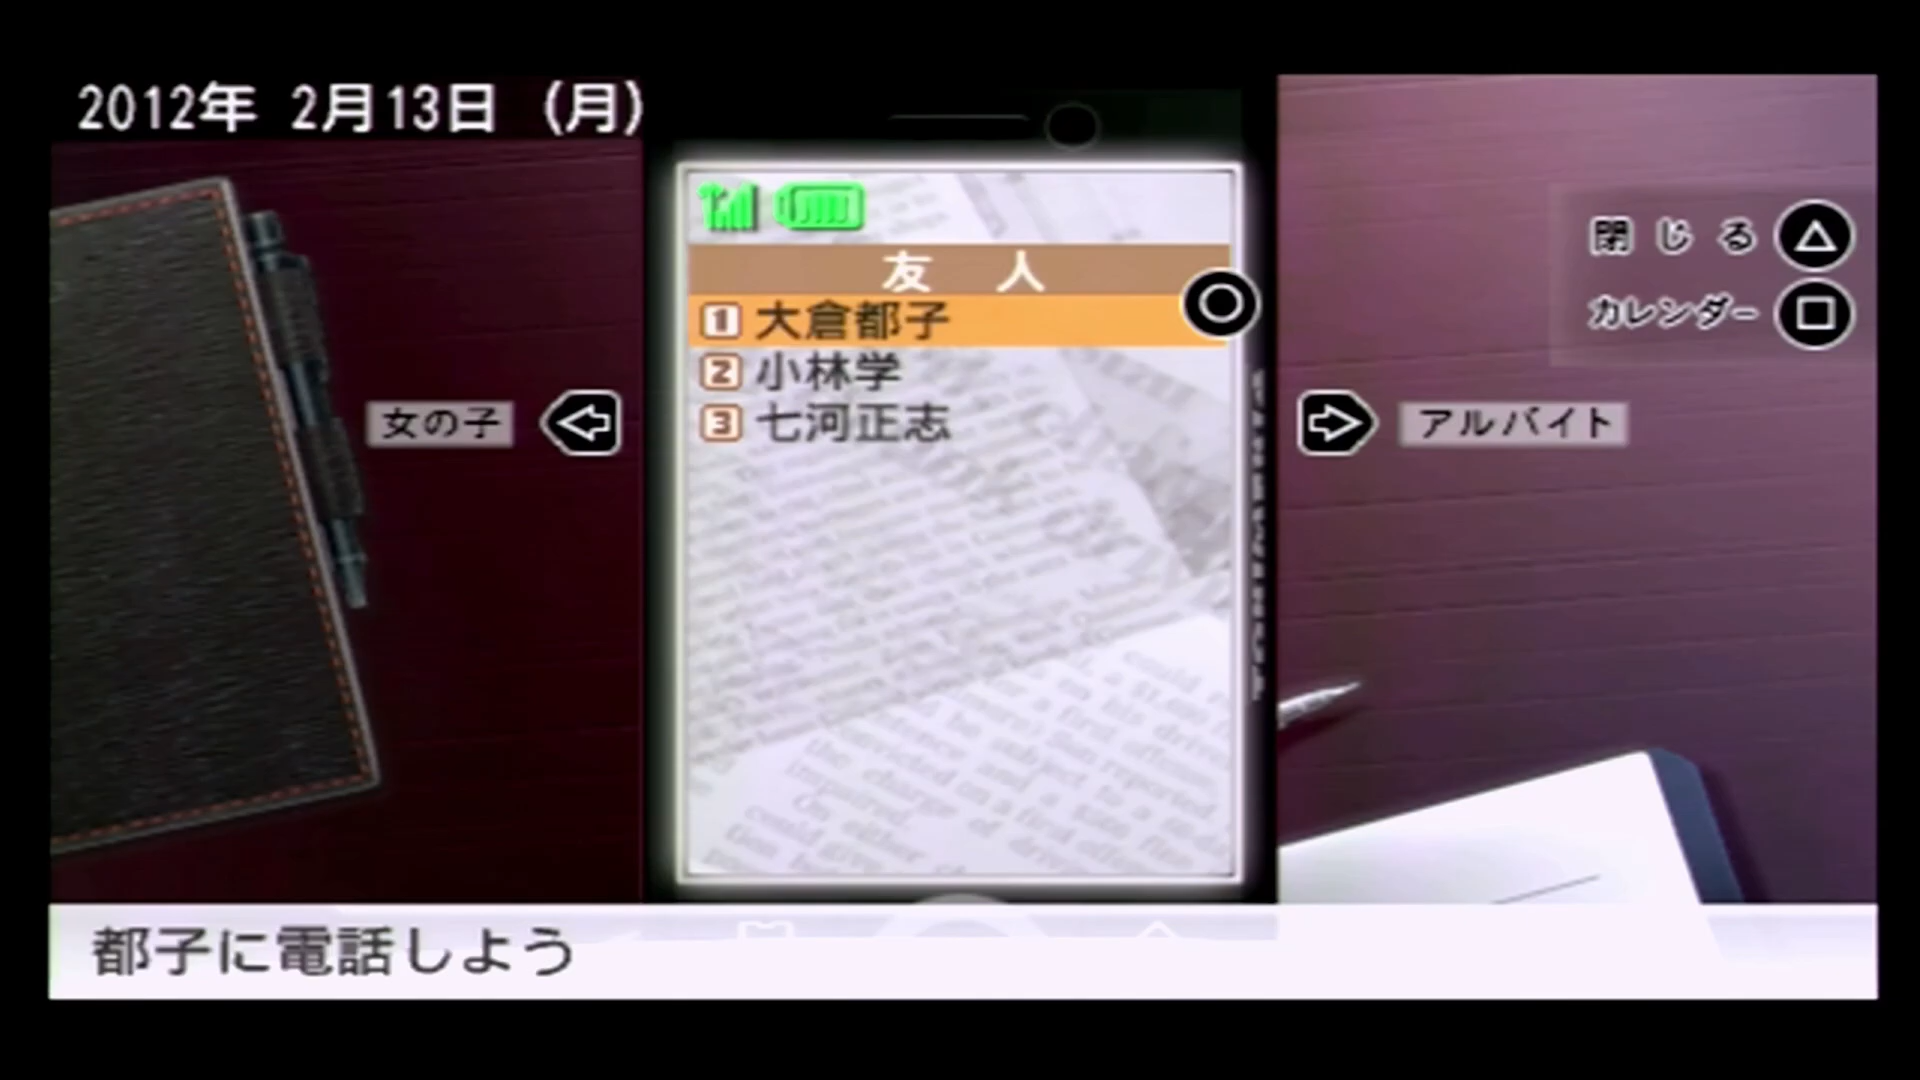 2012年 2月13日 (月)
友 人
1 大倉都子
2 小林学
3 七河正志
女の子
アルバイト
閉じる
カレンダー
都子に電話しよう